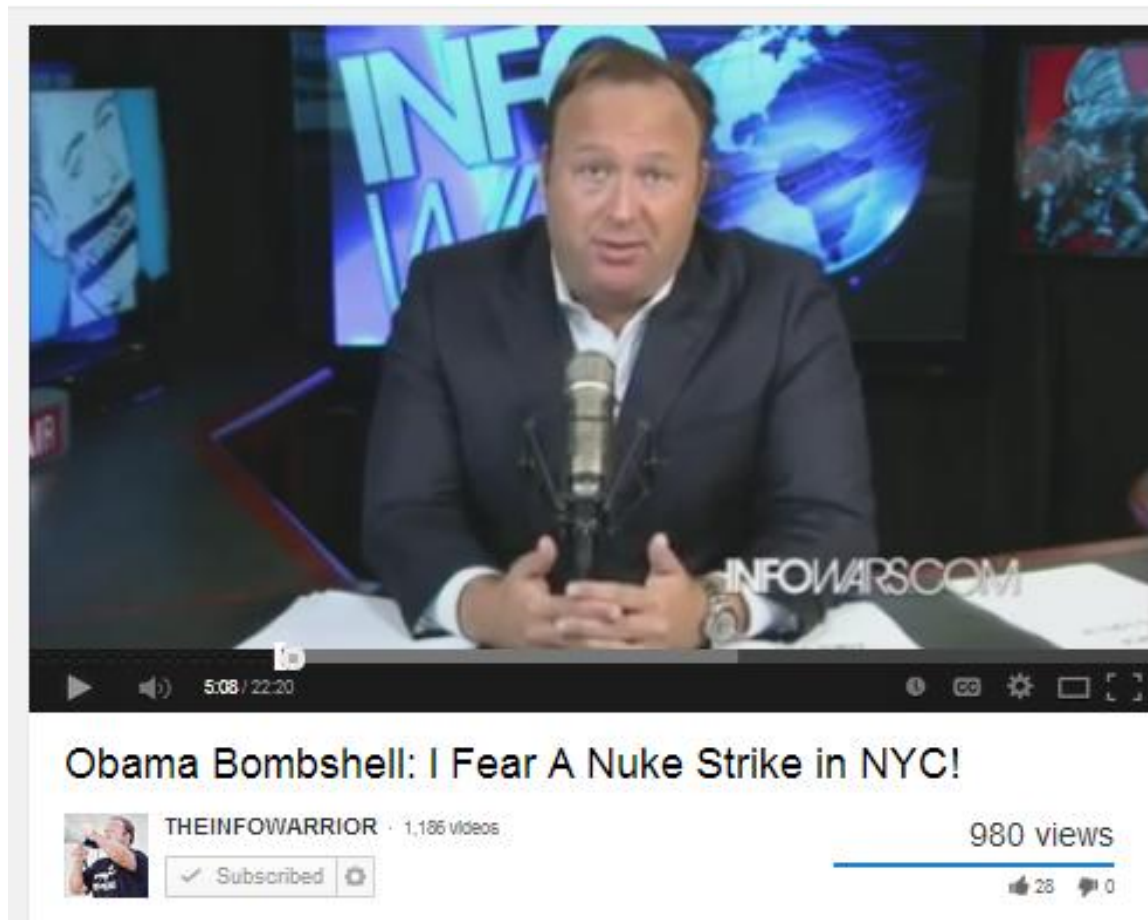 INFO
INFOWARS.COM
5:08 / 22:20
CC
Obama Bombshell: I Fear A Nuke Strike in NYC!
THEINFOWARRIOR · 1,186 videos
Subscribed
980 views
28 0